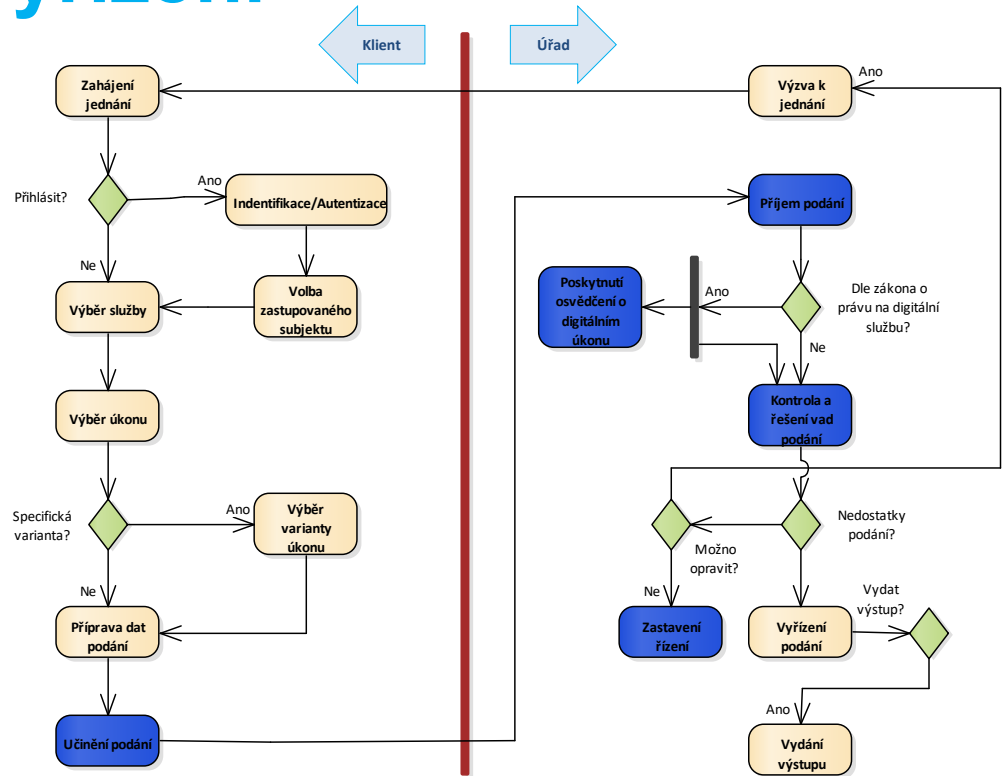 yřízení
Klient
Úřad
Zahájení
jednání
Výzva k
jednání
Ano
Přihlásit?
Ano
Indentifikace/Autentizace
Příjem podání
Ne
Výběr služby
Volba
zastupovaného
subjektu
Poskytnutí
osvědčení o
digitálním
úkonu
Ano
Dle zákona o
právu na digitální
službu?
Ne
Výběr úkonu
Kontrola a
řešení vad
podání
Specifická
varianta?
Ano
Výběr
varianty
úkonu
Nedostatky
podání?
Možno
opravit?
Ne
Ne
Vydat
výstup?
Příprava dat
podání
Zastavení
řízení
Vyřízení
podání
Učinění podání
Ano
Vydání
výstupu